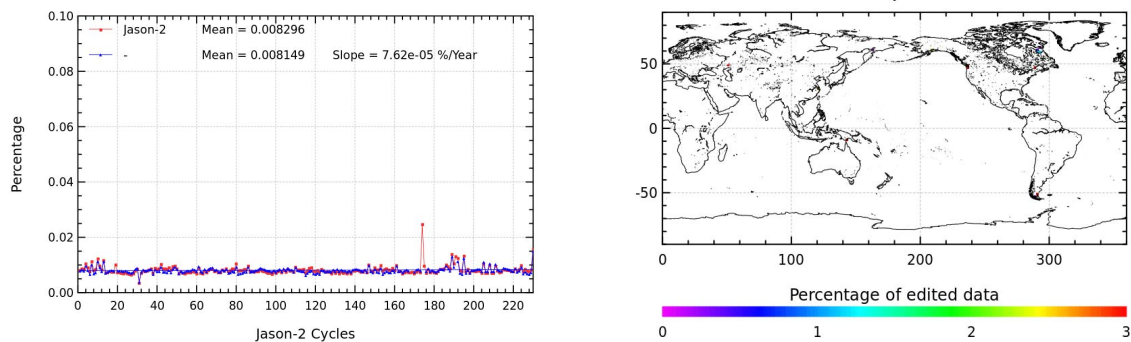 Jason-2 Mean = 0.008296
- Mean = 0.008149 Slope = 7.62e-05 %/Year
0.10
0.08
0.06
0.04
0.02
0.00
Percentage
0 20 40 60 80 100 120 140 160 180 200 220
Jason-2 Cycles
50
0
-50
0 100 200 300
Percentage of edited data
0 1 2 3